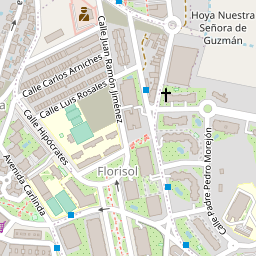 Hoya Nuestra
Señora de
Guzmán
Calle Juan Ramón Jiménez
Calle Carlos Arniches
Calle Luis Rosales
Calle Hipócrates
Avenida Carlinda
Florisol
Calle Padre Pedro Morejón
a